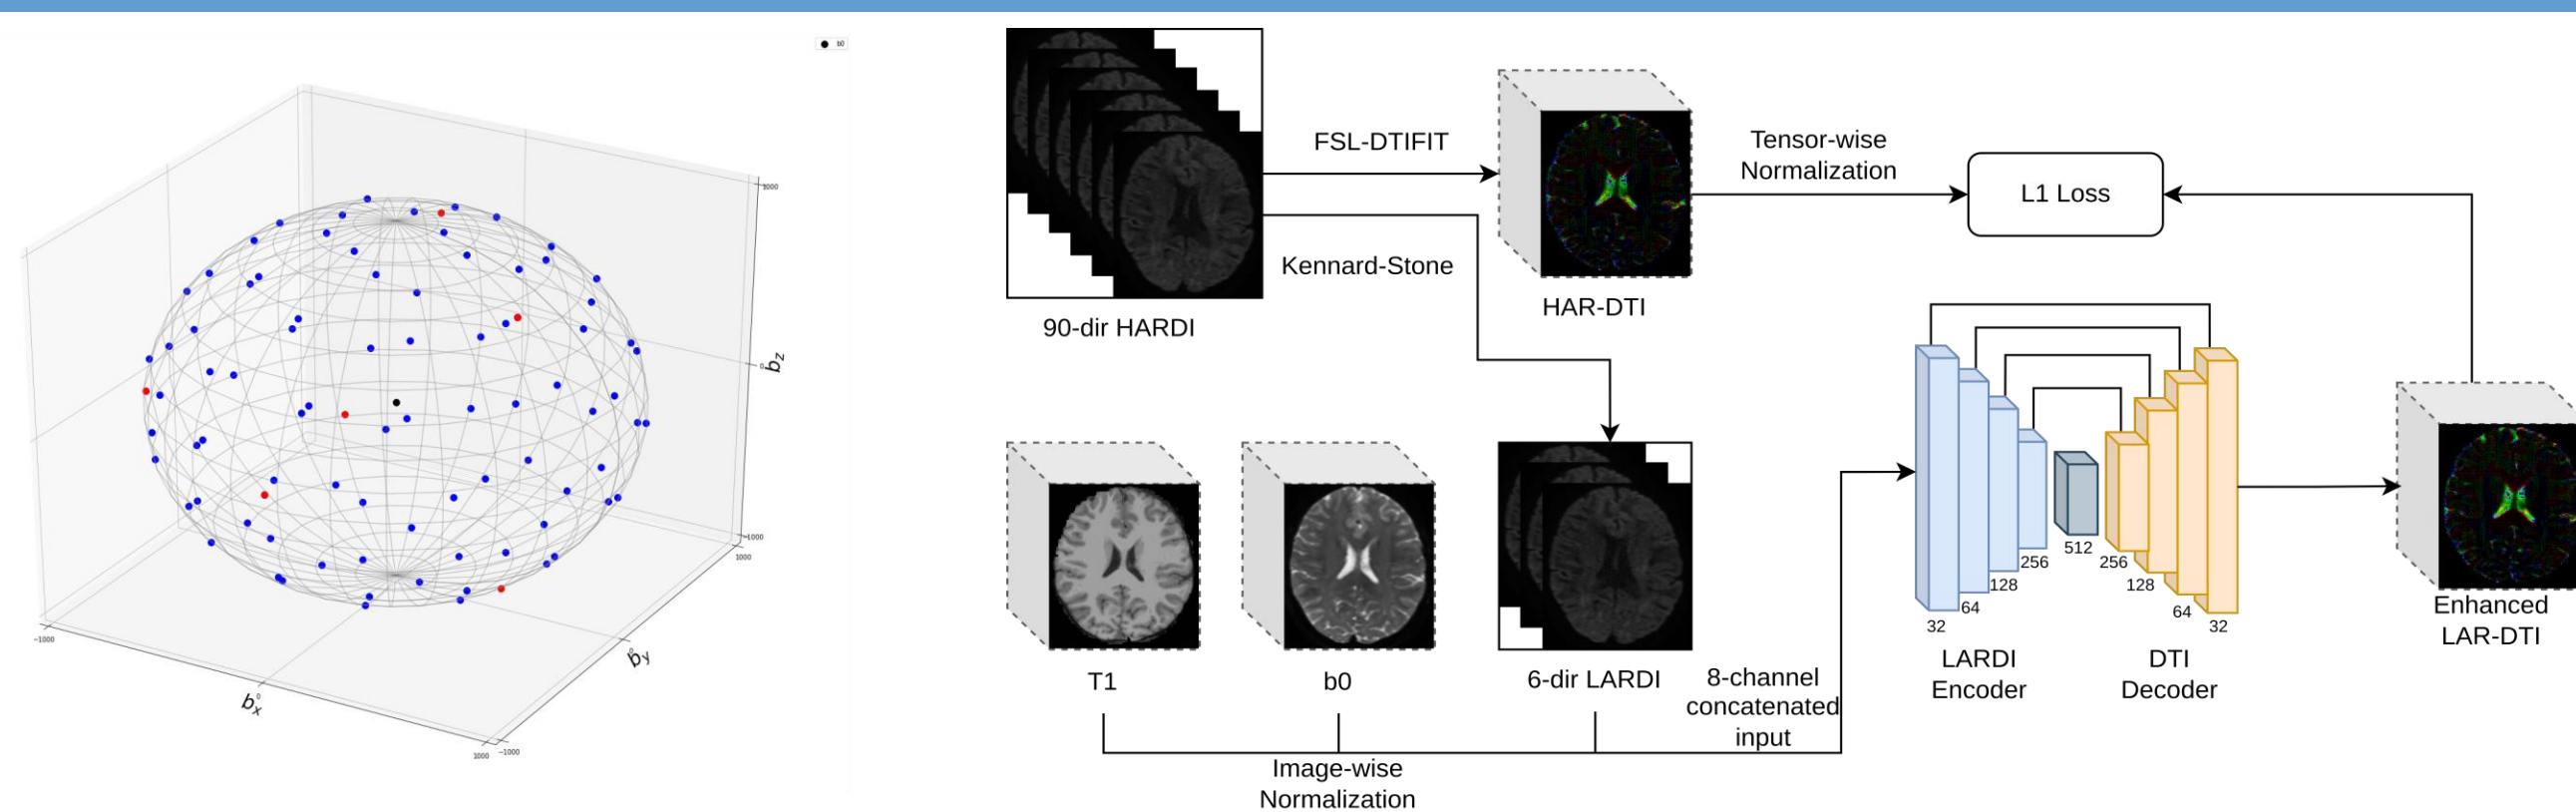 b0
1000
0
b_z
-1000
1000
0
b_y
-1000
0
b_x
1000
-1000
90-dir HARDI
FSL-DTIFIT
Kennard-Stone
HAR-DTI
Tensor-wise
Normalization
L1 Loss
T1
b0
6-dir LARDI
Image-wise
Normalization
8-channel
concatenated
input
32
64
128
256
512
256
128
64
32
LARDI
Encoder
DTI
Decoder
Enhanced
LAR-DTI